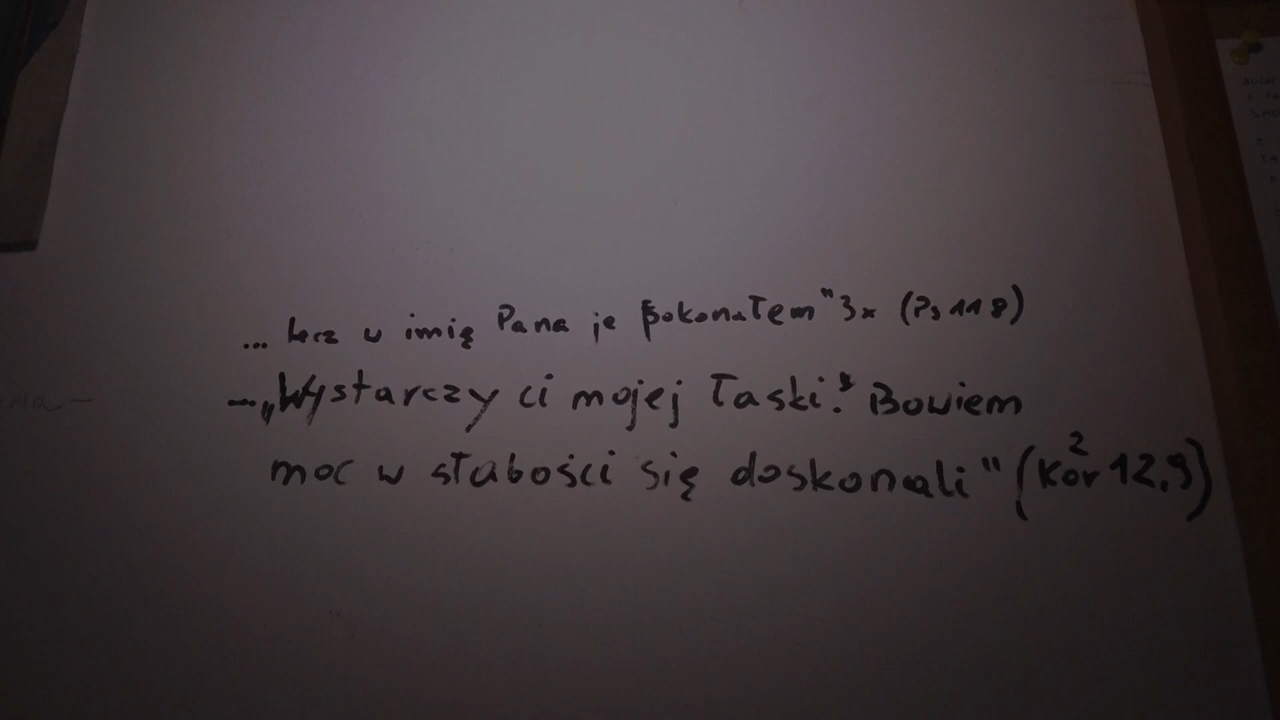 ... lecz w imię Pana je pokonałem" 3x (Ps 118)
... „Wystarczy ci mojej łaski." Bowiem
moc w słabości się doskonali" (2 Kor 12,9)